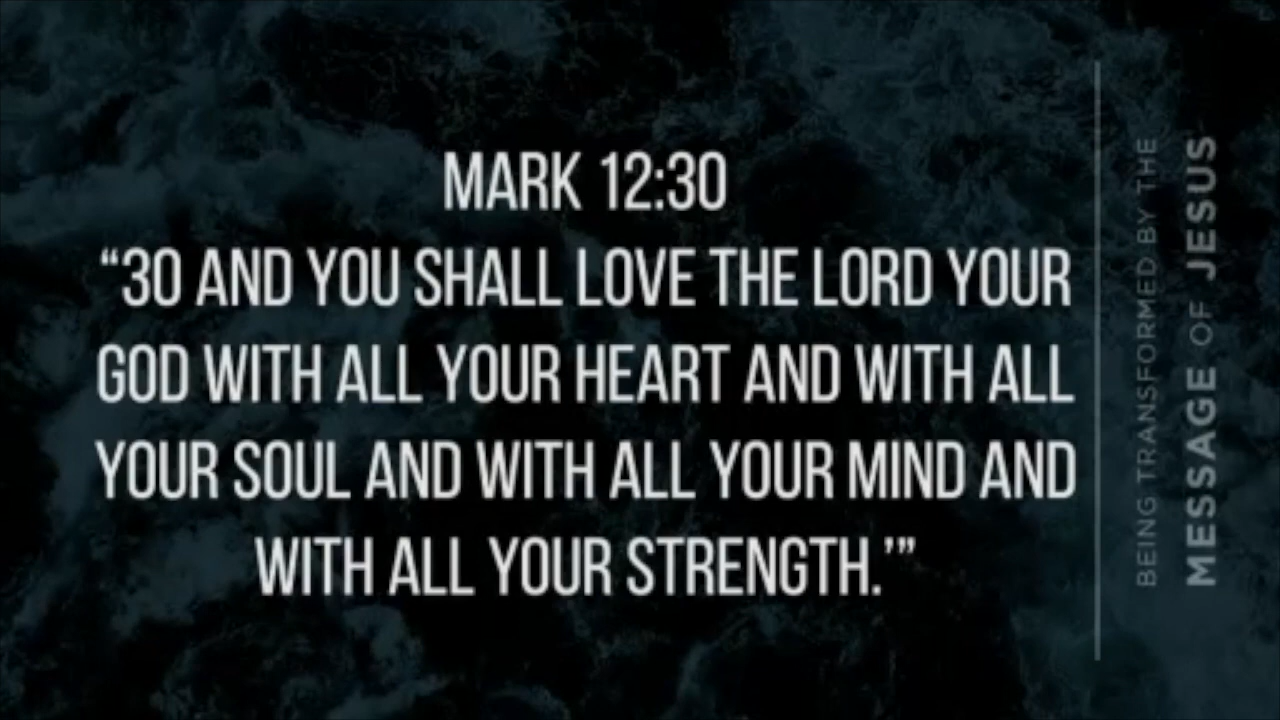 MARK 12:30
“30 AND YOU SHALL LOVE THE LORD YOUR
GOD WITH ALL YOUR HEART AND WITH ALL
YOUR SOUL AND WITH ALL YOUR MIND AND
WITH ALL YOUR STRENGTH.’”
BEING TRANSFORMED BY THE
MESSAGE OF JESUS